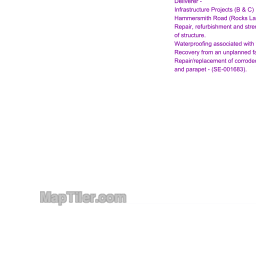 Deliverer -
Infrastructure Projects (B & C)
Hammersmith Road (Rocks La
Repair, refurbishment and stre
of structure.
Waterproofing associated with
Recovery from an unplanned fa
Repair/replacement of corrode
and parapet - (SE-001683).
MapTiler.com